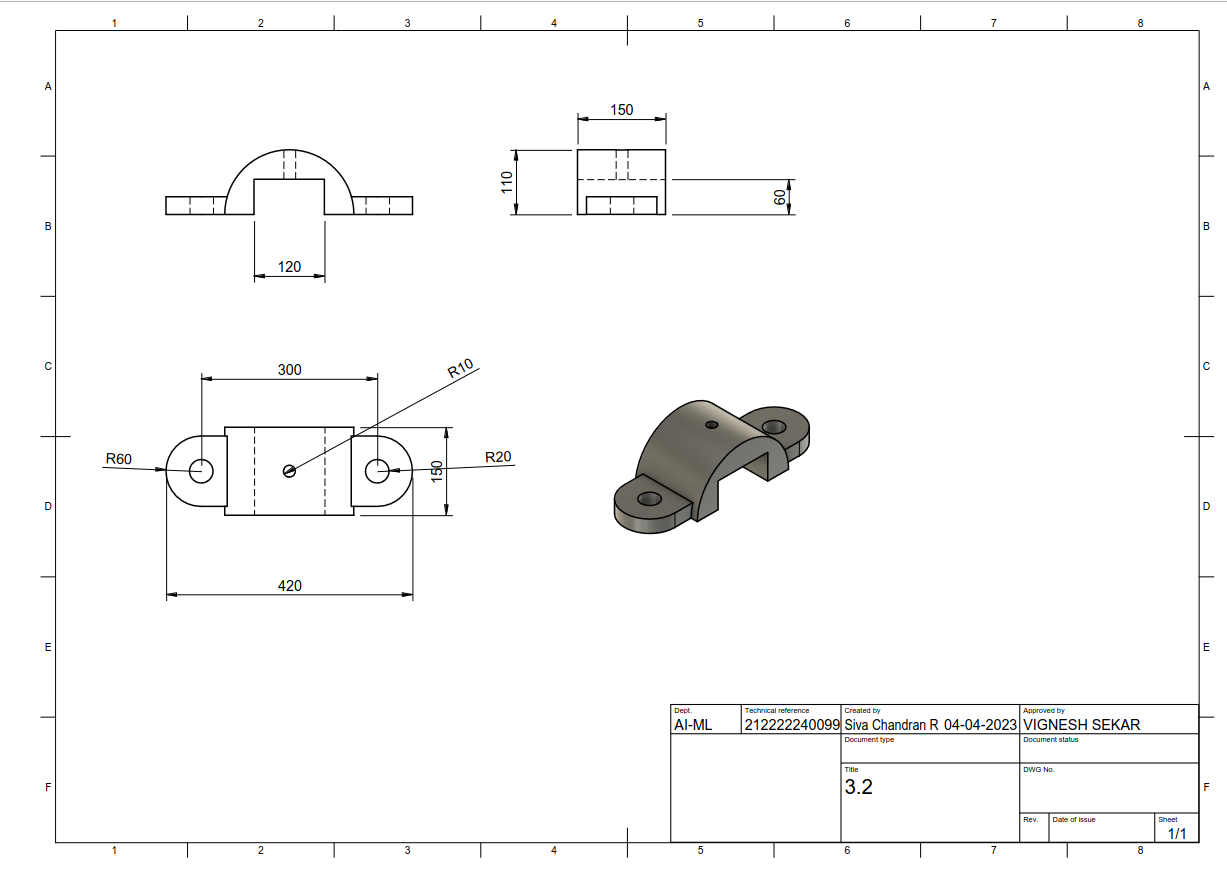 1 2 3 4 5 6 7 8
A A
150
110
60
B B
120
C C
300
R10
R60
R20
150
D D
420
E E
Dept. Technical reference Created by Approved by
AI-ML 212222240099 Siva Chandran R 04-04-2023 VIGNESH SEKAR
Document type Document status
Title DWG No.
3.2
F F
Rev. Date of issue Sheet
1/1
1 2 3 4 5 6 7 8